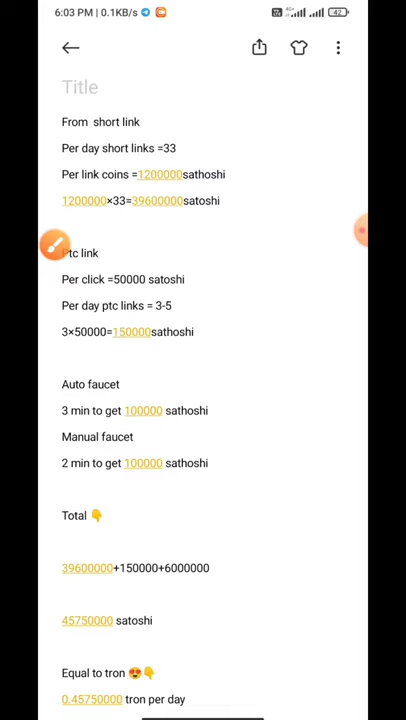 6:03 PM | 0.1KB/s
4G+
42
Title
From short link
Per day short links =33
Per link coins =1200000sathoshi
1200000×33=39600000satoshi
tc link
Per click =50000 satoshi
Per day ptc links = 3-5
3×50000=150000sathoshi
Auto faucet
3 min to get 100000 sathoshi
Manual faucet
2 min to get 100000 sathoshi
Total 👇
39600000+150000+6000000
45750000 satoshi
Equal to tron 😍👇
0.45750000 tron per day